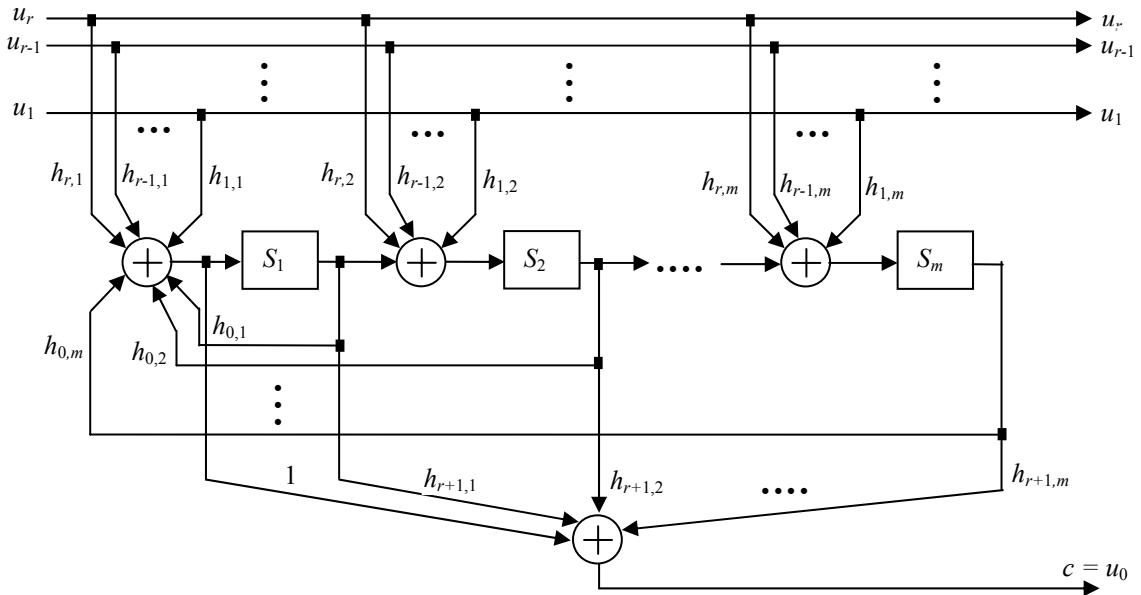 u_r u_r
u_{r-1} u_{r-1}
u_1 u_1
h_{r,1} h_{r-1,1} h_{1,1} h_{r,2} h_{r-1,2} h_{1,2} h_{r,m} h_{r-1,m} h_{1,m}
S_1 S_2 S_m
h_{0,m} h_{0,2} h_{0,1}
1 h_{r+1,1} h_{r+1,2} h_{r+1,m}
c = u_0